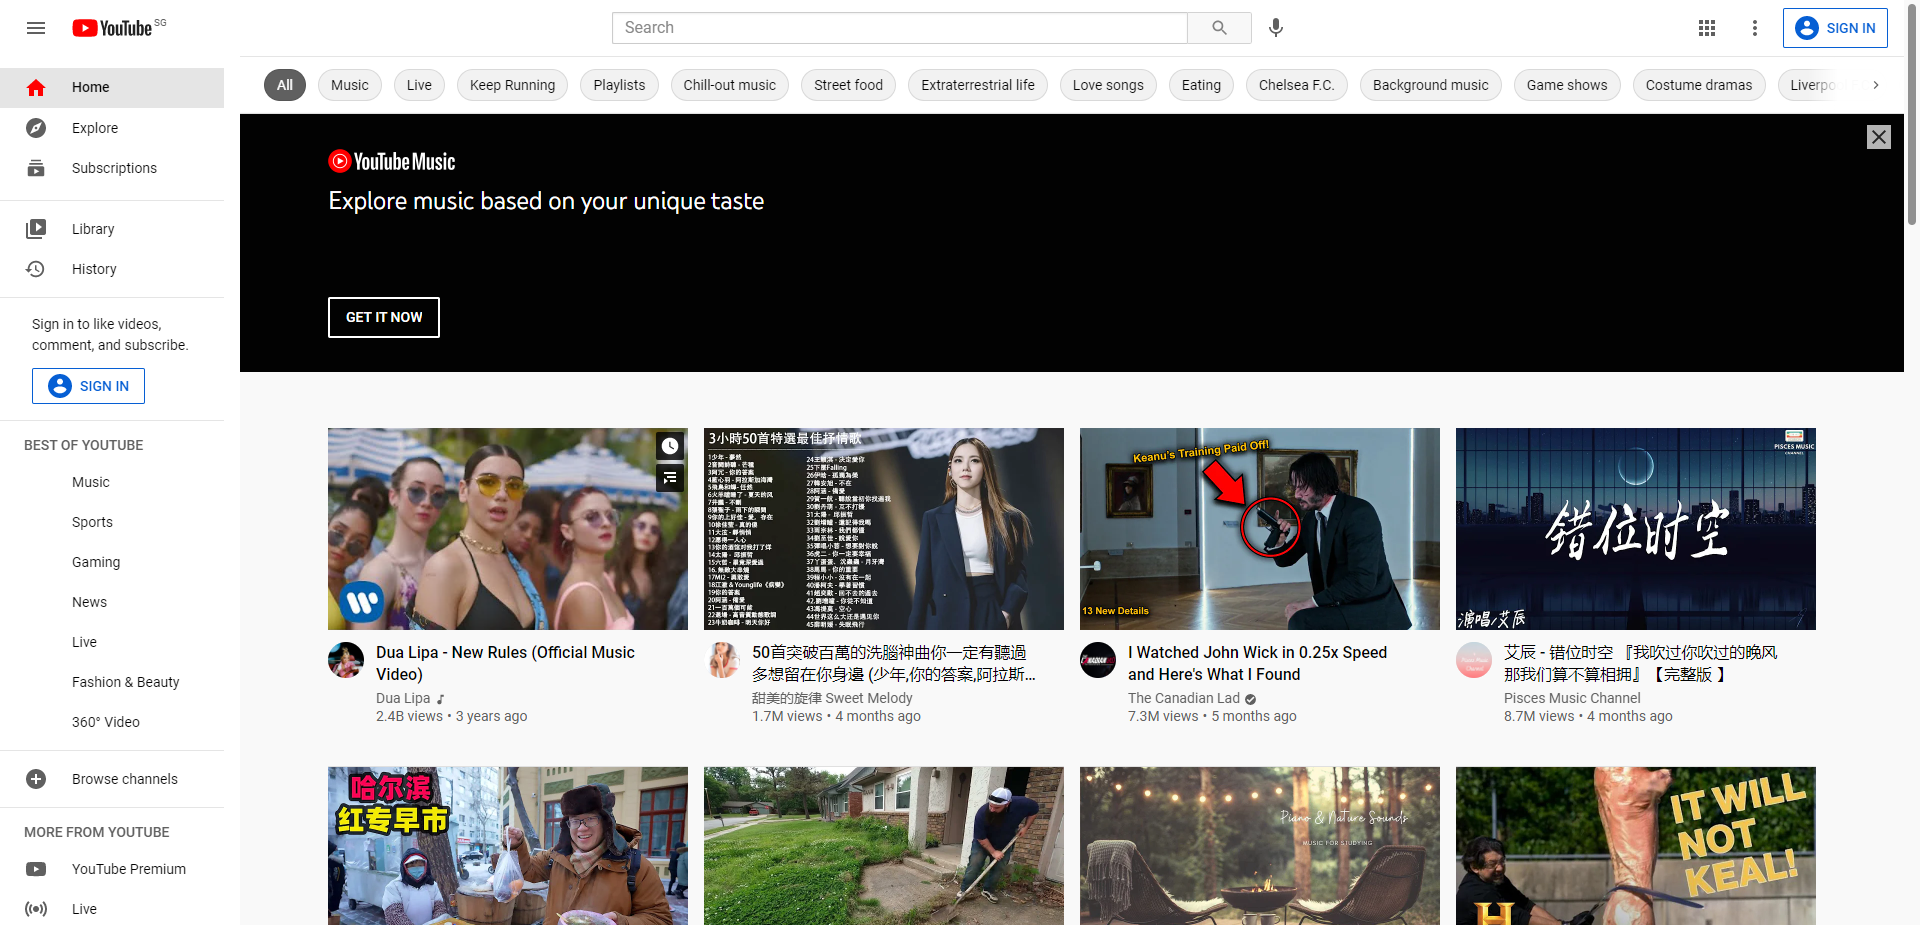 YouTube SG
Search
SIGN IN
Home
Explore
Subscriptions
Library
History
Sign in to like videos,
comment, and subscribe.
SIGN IN
BEST OF YOUTUBE
Music
Sports
Gaming
News
Live
Fashion & Beauty
360° Video
Browse channels
MORE FROM YOUTUBE
YouTube Premium
Live
All
Music
Live
Keep Running
Playlists
Chill-out music
Street food
Extraterrestrial life
Love songs
Eating
Chelsea F.C.
Background music
Game shows
Costume dramas
Liverpo
YouTube Music
Explore music based on your unique taste
GET IT NOW
3小時50首特選最佳抒情歌
Keanu's Training Paid Off!
13 New Details
PISCES MUSIC
CHANNEL
错位时空
演唱/艾辰
Dua Lipa - New Rules (Official Music
Video)
Dua Lipa
2.4B views • 3 years ago
50首突破百萬的洗腦神曲你一定有聽過
多想留在你身邊 (少年,你的答案,阿拉斯...
甜美的旋律 Sweet Melody
1.7M views • 4 months ago
I Watched John Wick in 0.25x Speed
and Here's What I Found
The Canadian Lad
7.3M views • 5 months ago
艾辰 - 错位时空 『我吹过你吹过的晚风
那我们算不算相拥』【完整版 】
Pisces Music Channel
8.7M views • 4 months ago
哈尔滨
红专早市
Piano & Nature Sounds
MUSIC FOR STUDYING
IT WILL
NOT
KEAL!
H